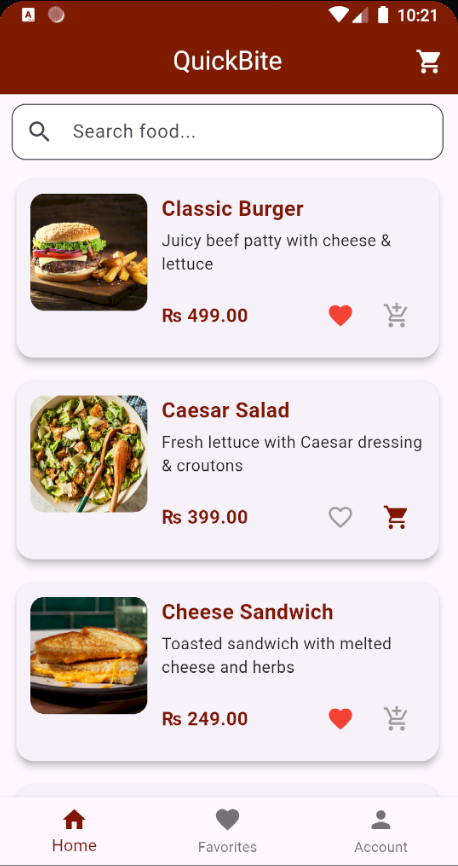 A
10:21
QuickBite
Search food...
Classic Burger
Juicy beef patty with cheese &
lettuce
₨ 499.00
Caesar Salad
Fresh lettuce with Caesar dressing
& croutons
₨ 399.00
Cheese Sandwich
Toasted sandwich with melted
cheese and herbs
₨ 249.00
Home
Favorites
Account